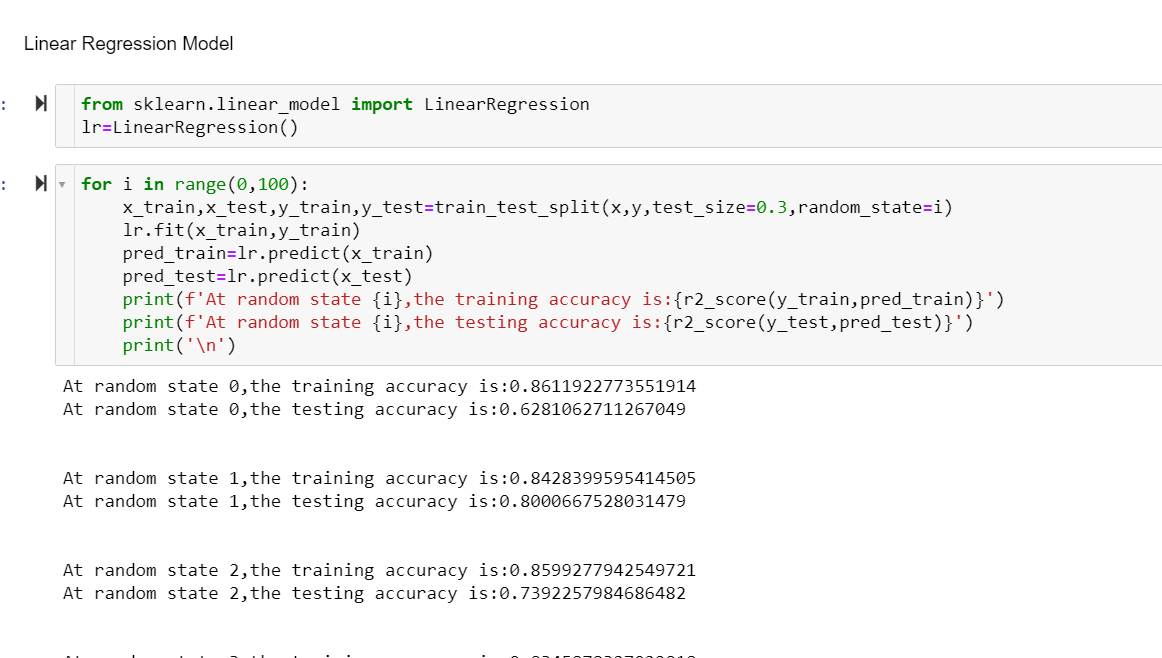 Linear Regression Model
: from sklearn.linear_model import LinearRegression
lr=LinearRegression()
: for i in range(0,100):
x_train,x_test,y_train,y_test=train_test_split(x,y,test_size=0.3,random_state=i)
lr.fit(x_train,y_train)
pred_train=lr.predict(x_train)
pred_test=lr.predict(x_test)
print(f'At random state {i},the training accuracy is:{r2_score(y_train,pred_train)}')
print(f'At random state {i},the testing accuracy is:{r2_score(y_test,pred_test)}')
print('\n')
At random state 0,the training accuracy is:0.8611922773551914
At random state 0,the testing accuracy is:0.6281062711267049
At random state 1,the training accuracy is:0.8428399595414505
At random state 1,the testing accuracy is:0.8000667528031479
At random state 2,the training accuracy is:0.8599277942549721
At random state 2,the testing accuracy is:0.7392257984686482